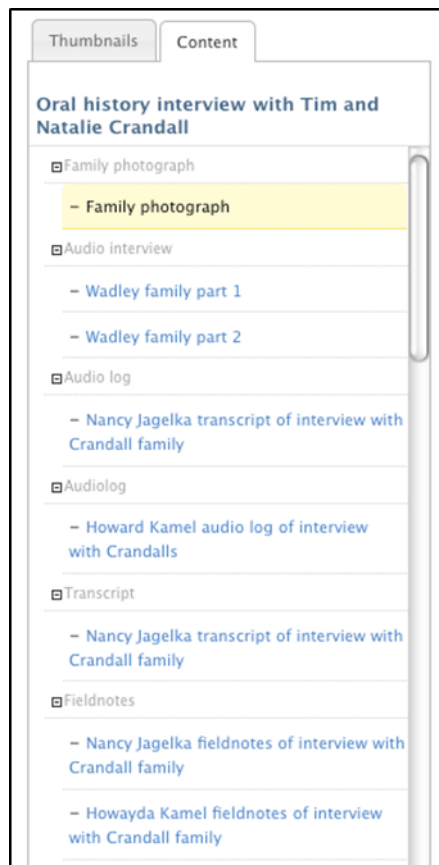 Thumbnails
Content
Oral history interview with Tim and
Natalie Crandall
Family photograph
– Family photograph
Audio interview
– Wadley family part 1
– Wadley family part 2
Audio log
– Nancy Jagelka transcript of interview with
Crandall family
Audiolog
– Howard Kamel audio log of interview
with Crandalls
Transcript
– Nancy Jagelka transcript of interview with
Crandall family
Fieldnotes
– Nancy Jagelka fieldnotes of interview with
Crandall family
– Howayda Kamel fieldnotes of interview
with Crandall family